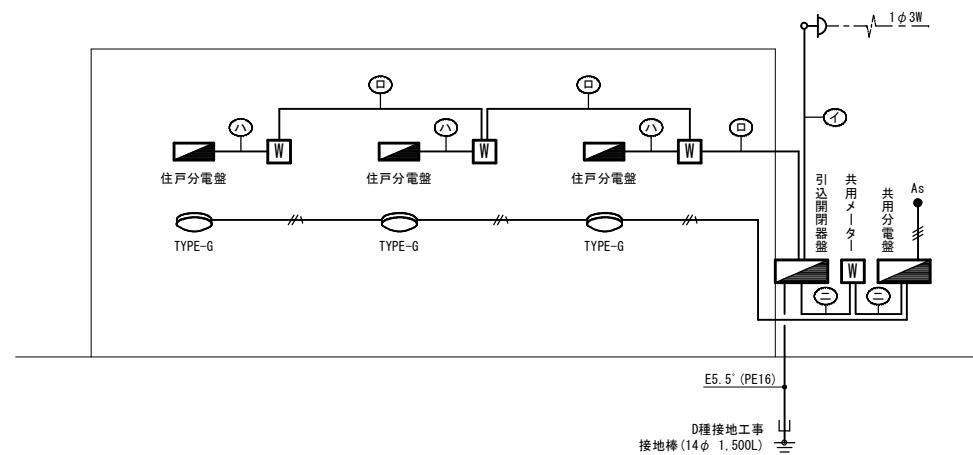 1φ3W
ロ
ロ
イ
ハ
ハ
ハ
ロ
W
W
W
住戸分電盤
住戸分電盤
住戸分電盤
引込開閉器盤
共用メーター
共用分電盤
As
TYPE-G
TYPE-G
TYPE-G
W
ニ
ニ
E5.5゜(PE16)
D種接地工事
接地棒(14φ 1,500L)